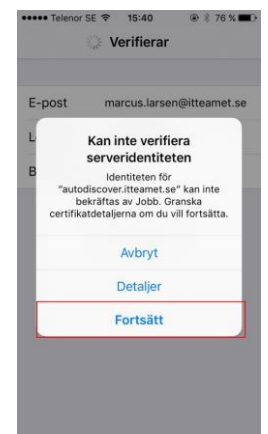 Telenor SE 15:40 76 %
Verifierar
E-post marcus.larsen@itteamet.se
L
B
Kan inte verifiera
serveridentiteten
Identiteten för
"autodiscover.itteamet.se" kan inte
bekräftas av Jobb. Granska
certifikatdetaljerna om du vill fortsätta.
Avbryt
Detaljer
Fortsätt